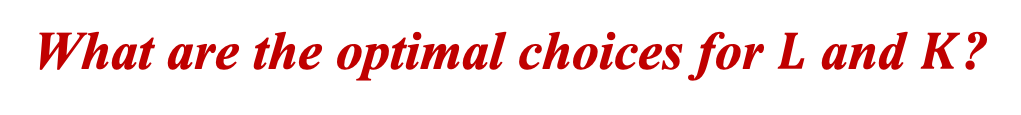 What are the optimal choices for L and K?